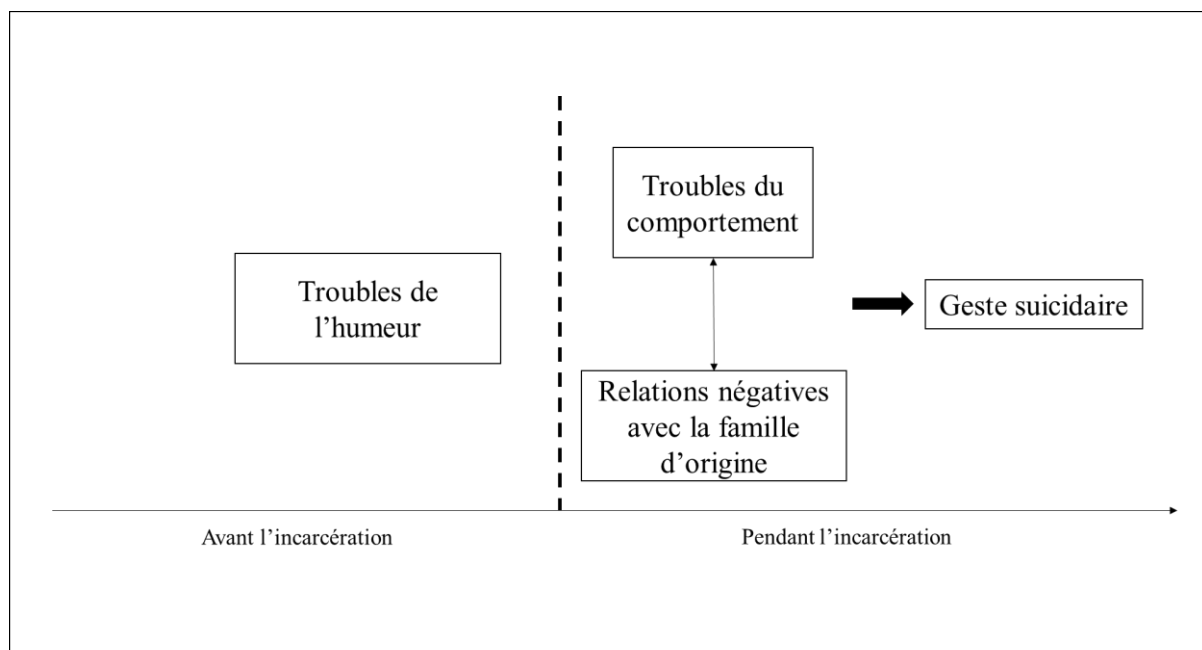 Troubles de
l’humeur
Troubles du
comportement
Relations négatives
avec la famille
d’origine
Geste suicidaire
Avant l’incarcération
Pendant l’incarcération